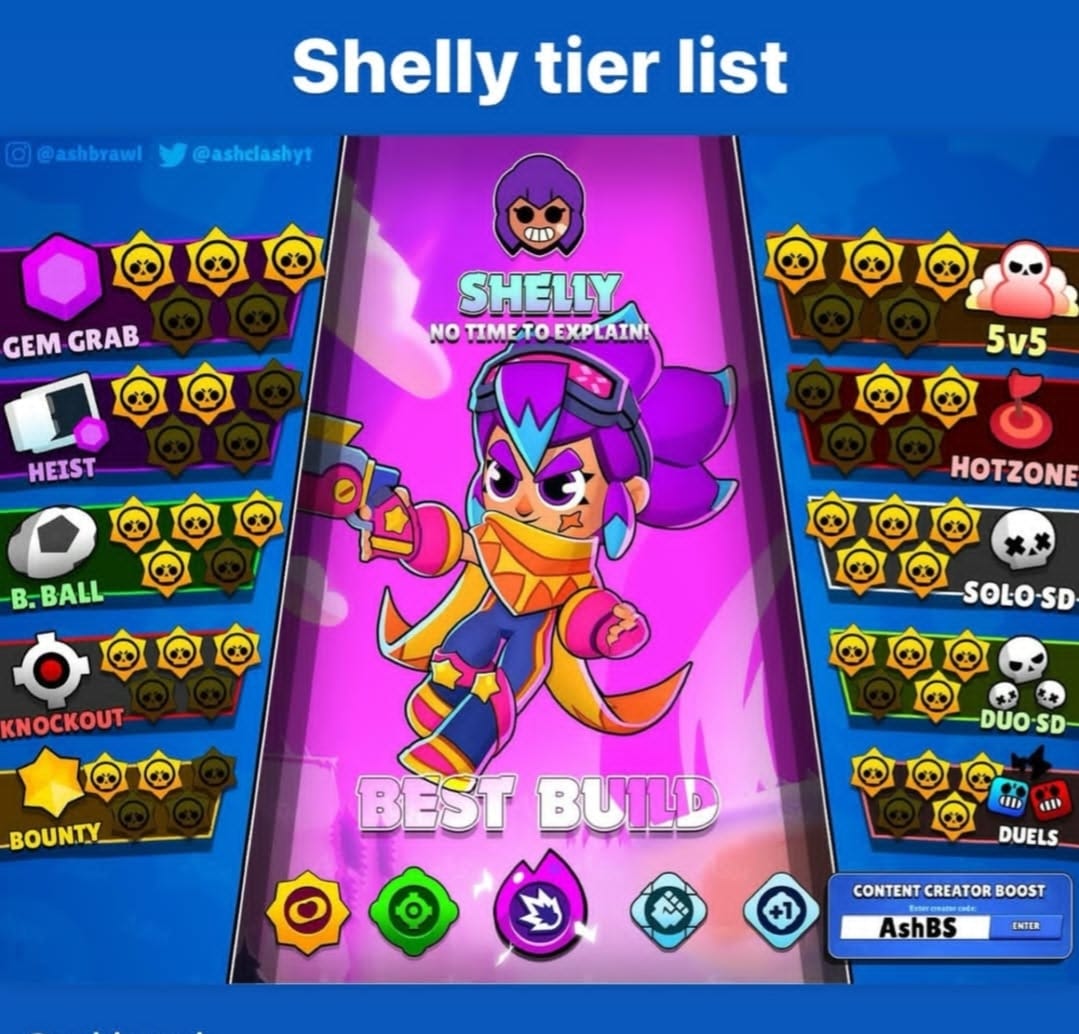 Shelly tier list
@ashbrawl @ashclashyt
SHELLY
NO TIME TO EXPLAIN!
GEM GRAB
HEIST
B. BALL
KNOCKOUT
BOUNTY
5v5
HOTZONE
SOLO SD
DUO SD
DUELS
BEST BUILD
+1
CONTENT CREATOR BOOST
Enter creator code:
AshBS ENTER